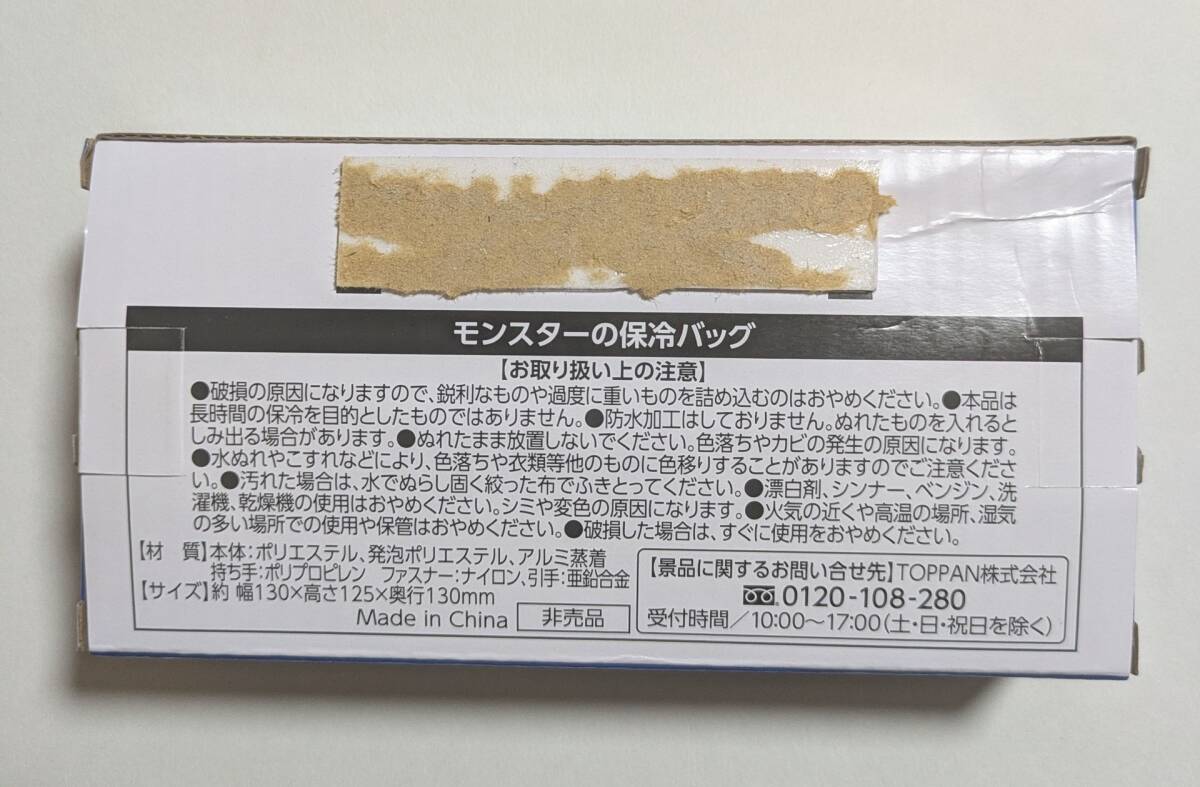 モンスターの保冷バッグ
【お取り扱い上の注意】
●破損の原因になりますので、鋭利なものや過度に重いものを詰め込むのはおやめください。●本品は
長時間の保冷を目的としたものではありません。●防水加工はしておりません。ぬれたものを入れると
しみ出る場合があります。●ぬれたまま放置しないでください。色落ちやカビの発生の原因になります。
●水ぬれやこすれなどにより、色落ちや衣類等他のものに色移りすることがありますのでご注意くださ
い。●汚れた場合は、水でぬらし固く絞った布でふきとってください。●漂白剤、シンナー、ベンジン、洗
濯機、乾燥機の使用はおやめください。シミや変色の原因になります。●火気の近くや高温の場所、湿気
の多い場所での使用や保管はおやめください。●破損した場合は、すぐに使用をおやめください。
【材　質】本体:ポリエステル、発泡ポリエステル、アルミ蒸着
持ち手:ポリプロピレン　ファスナー:ナイロン、引手:亜鉛合金
【サイズ】約 幅130×高さ125×奥行130mm
Made in China 非売品
【景品に関するお問い合せ先】TOPPAN株式会社
0120-108-280
受付時間/10:00〜17:00(土・日・祝日を除く)